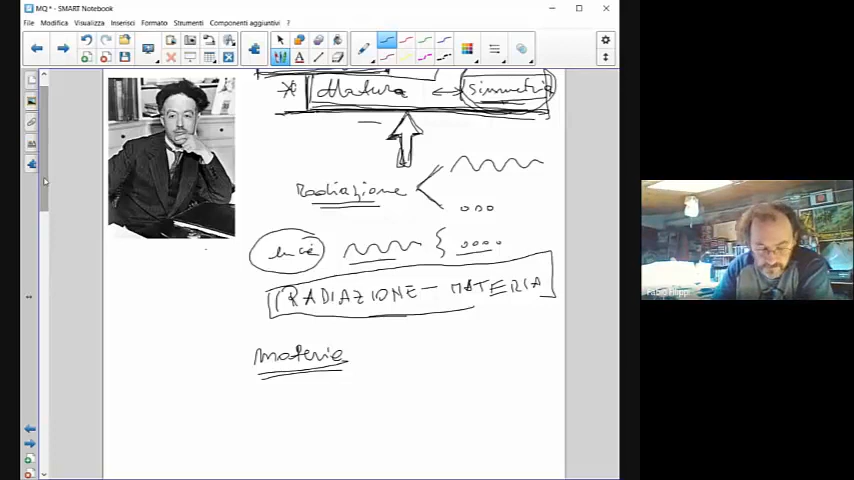 MQ * - SMART Notebook
File Modifica Visualizza Inserisci Formato Strumenti Componenti aggiuntivi ?
* Natura ↔ simmetria
Radiazione
luce
RADIAZIONE - MATERIA
materia